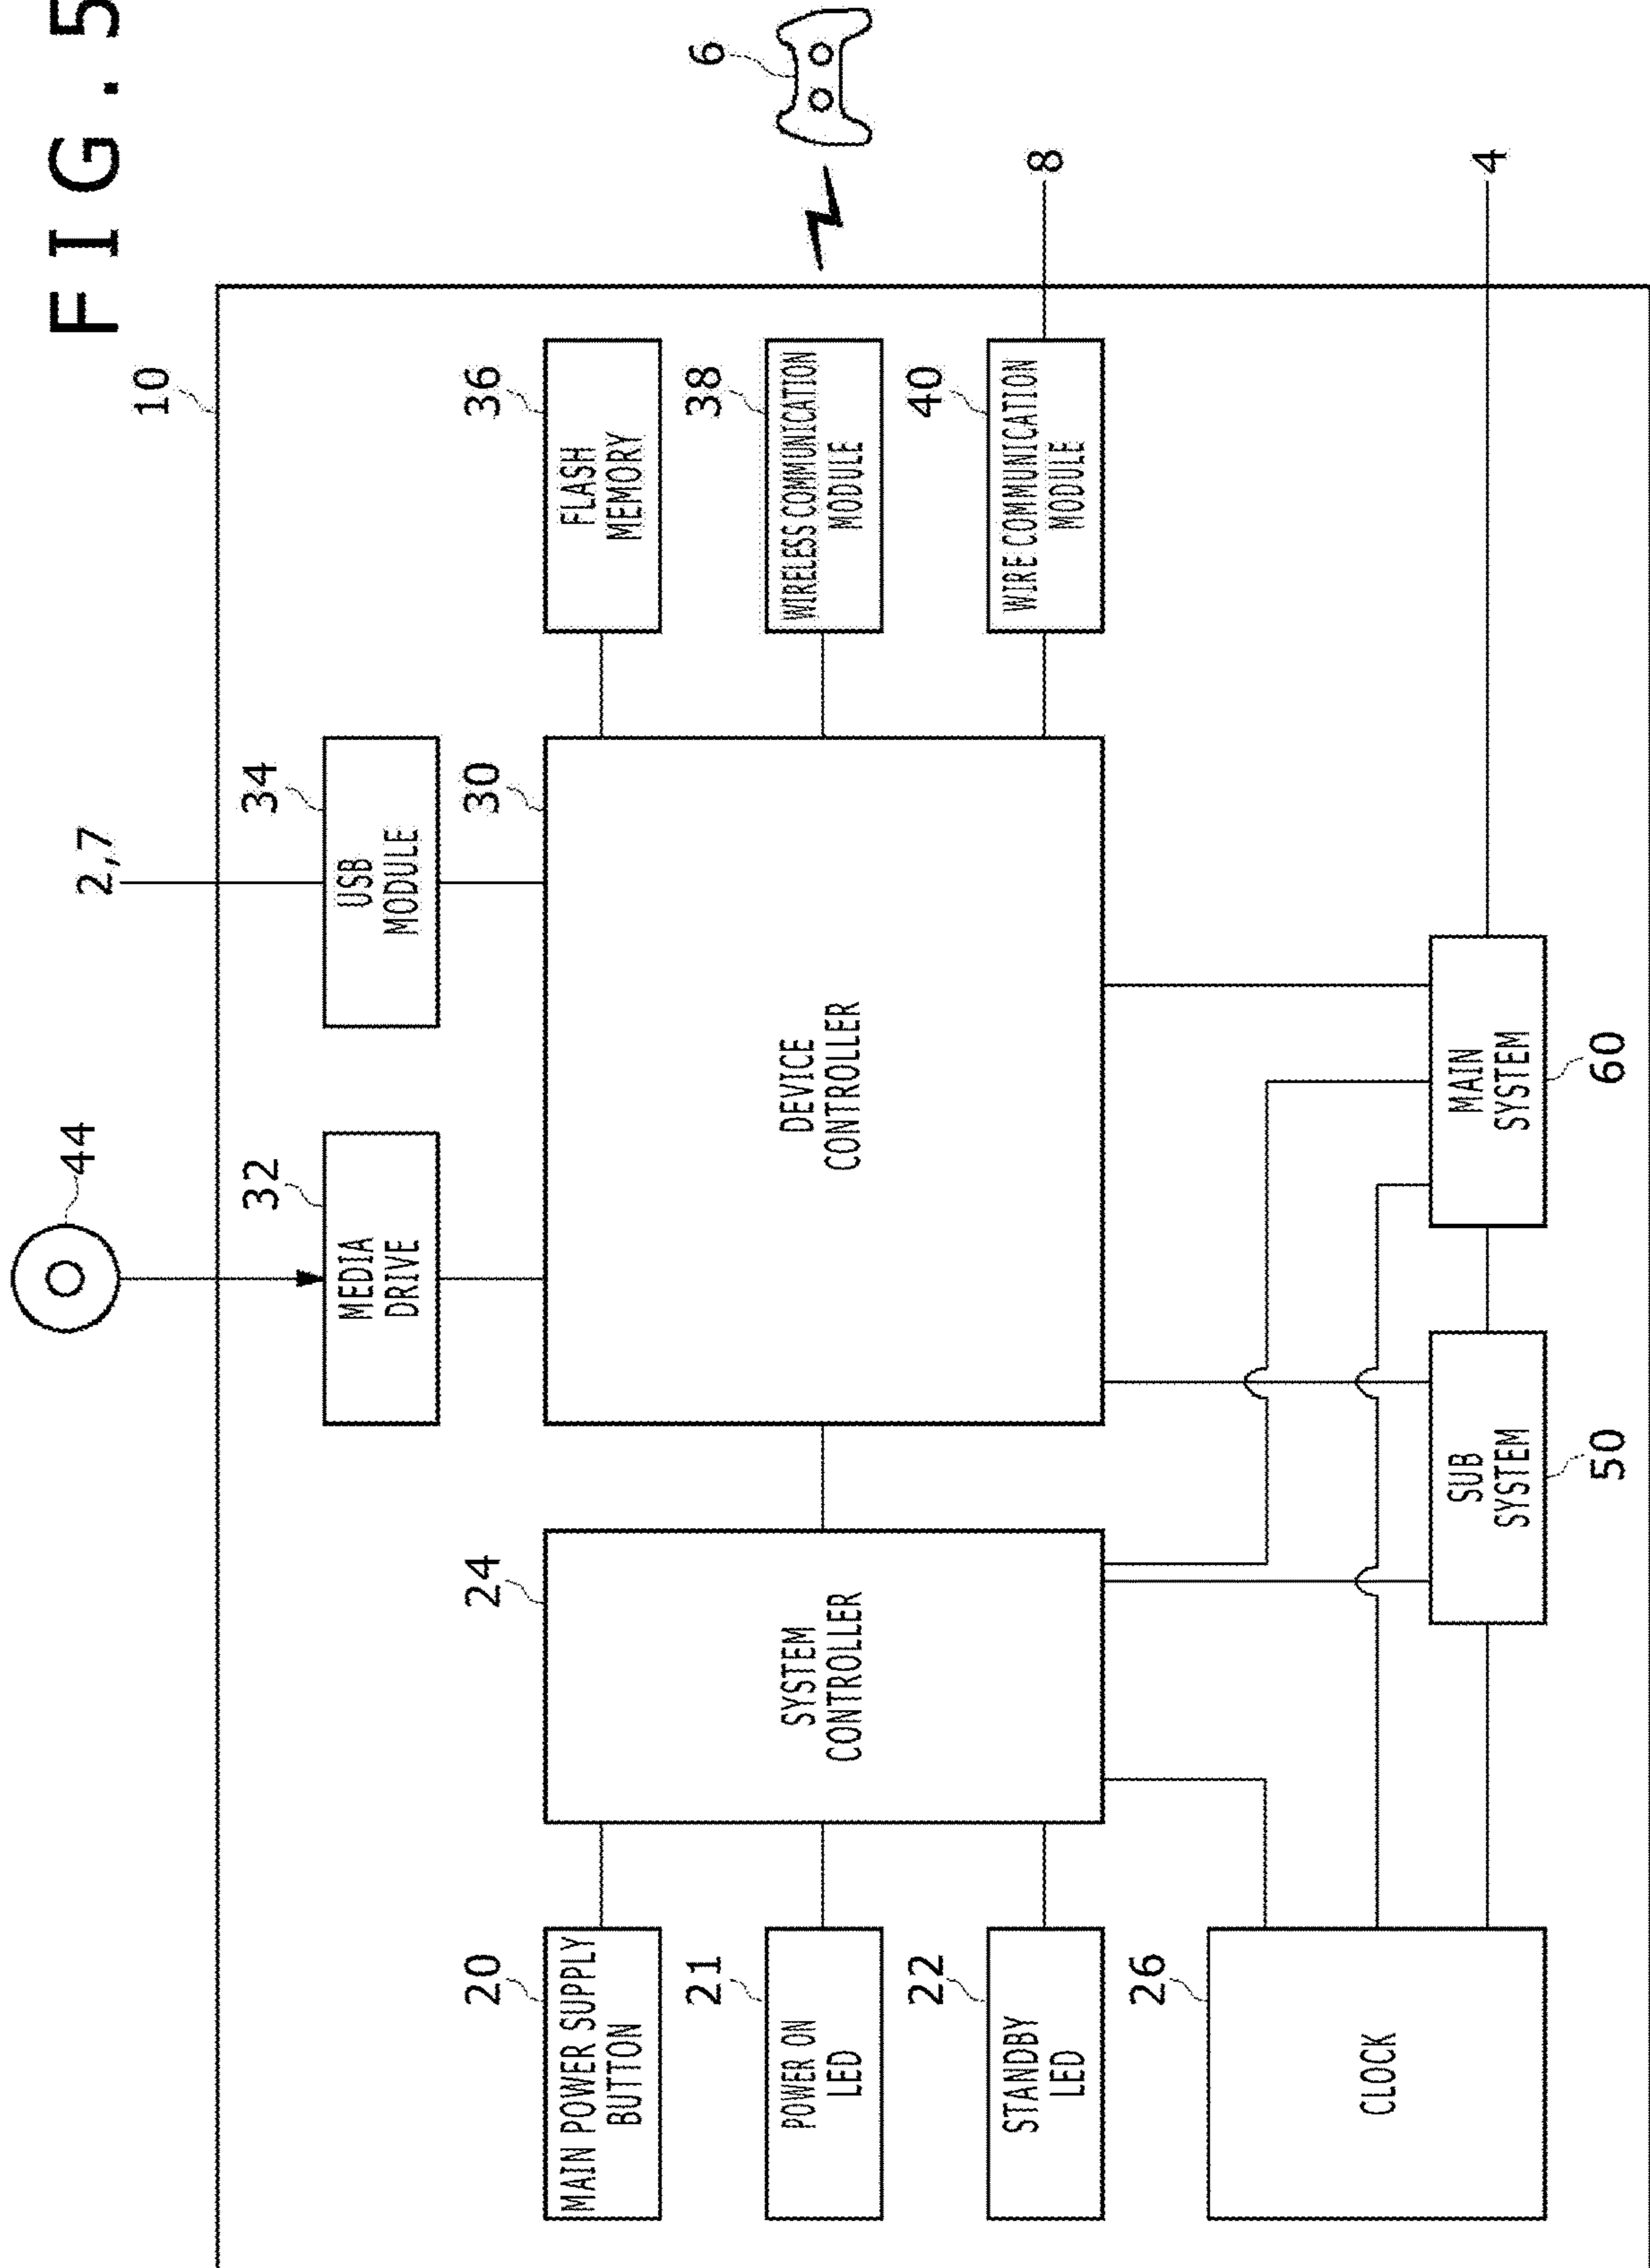 FIG. 5
10
44
2,7
32
34
MEDIA
DRIVE
USB
MODULE
20
24
30
36
MAIN POWER SUPPLY
BUTTON
FLASH
MEMORY
21
38
6
POWER ON
LED
SYSTEM
CONTROLLER
DEVICE
CONTROLLER
WIRELESS COMMUNICATION
MODULE
22
40
STANDBY
LED
WIRE COMMUNICATION
MODULE
8
26
CLOCK
SUB
SYSTEM
MAIN
SYSTEM
4
50
60